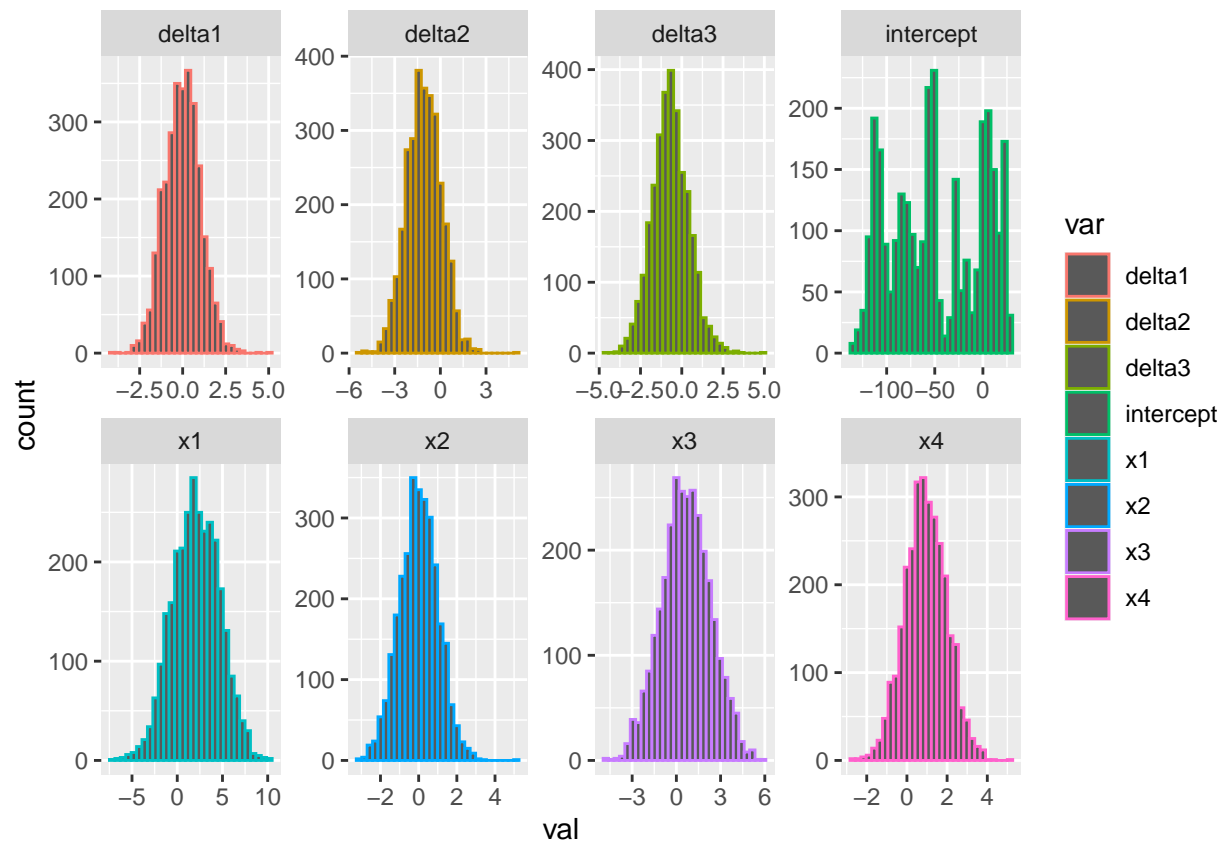 delta1
delta2
delta3
intercept
0
100
200
300
−2.5 0.0 2.5 5.0
0
100
200
300
400
−6 −3 0 3
0
100
200
300
400
−5.0 −2.5 0.0 2.5 5.0
0
50
100
150
200
−100 −50 0
x1
x2
x3
x4
0
100
200
−5 0 5 10
0
100
200
300
−2 0 2 4
0
100
200
−3 0 3 6
0
100
200
300
−2 0 2 4
count
val
var
delta1
delta2
delta3
intercept
x1
x2
x3
x4